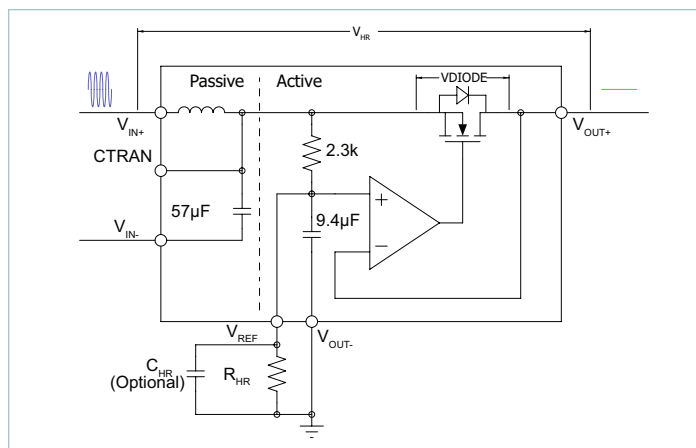 VHR
Passive
Active
VDIODE
VIN+
VOUT+
CTRAN
2.3k
57µF
9.4µF
+
–
VIN-
VREF
VOUT-
CHR
(Optional)
RHR